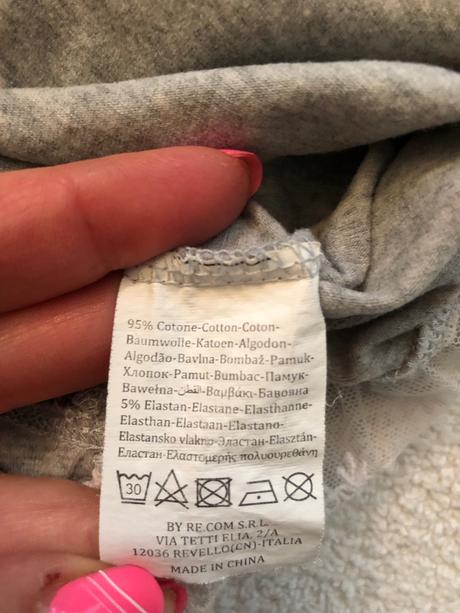 95% Cotone-Cotton-Coton-
Baumwolle-Katoen-Algodon-
Algodão-Bavlna-Bombaž-Pamuk-
Хлопок-Pamut-Bumbac-Памук-
Bawełna-القطن-Βαμβάκι-Бавовна
5% Elastan-Elastane-Elasthanne-
Elasthan-Elastaan-Elastano-
Elastansko vlakno-Эластан-Elasztán-
Еластан-Ελαστομερής πολυουρεθάνη
30
BY RE.COM S.R.L.
VIA TETTI ELIA, 2/A
12036 REVELLO(CN)-ITALIA
MADE IN CHINA